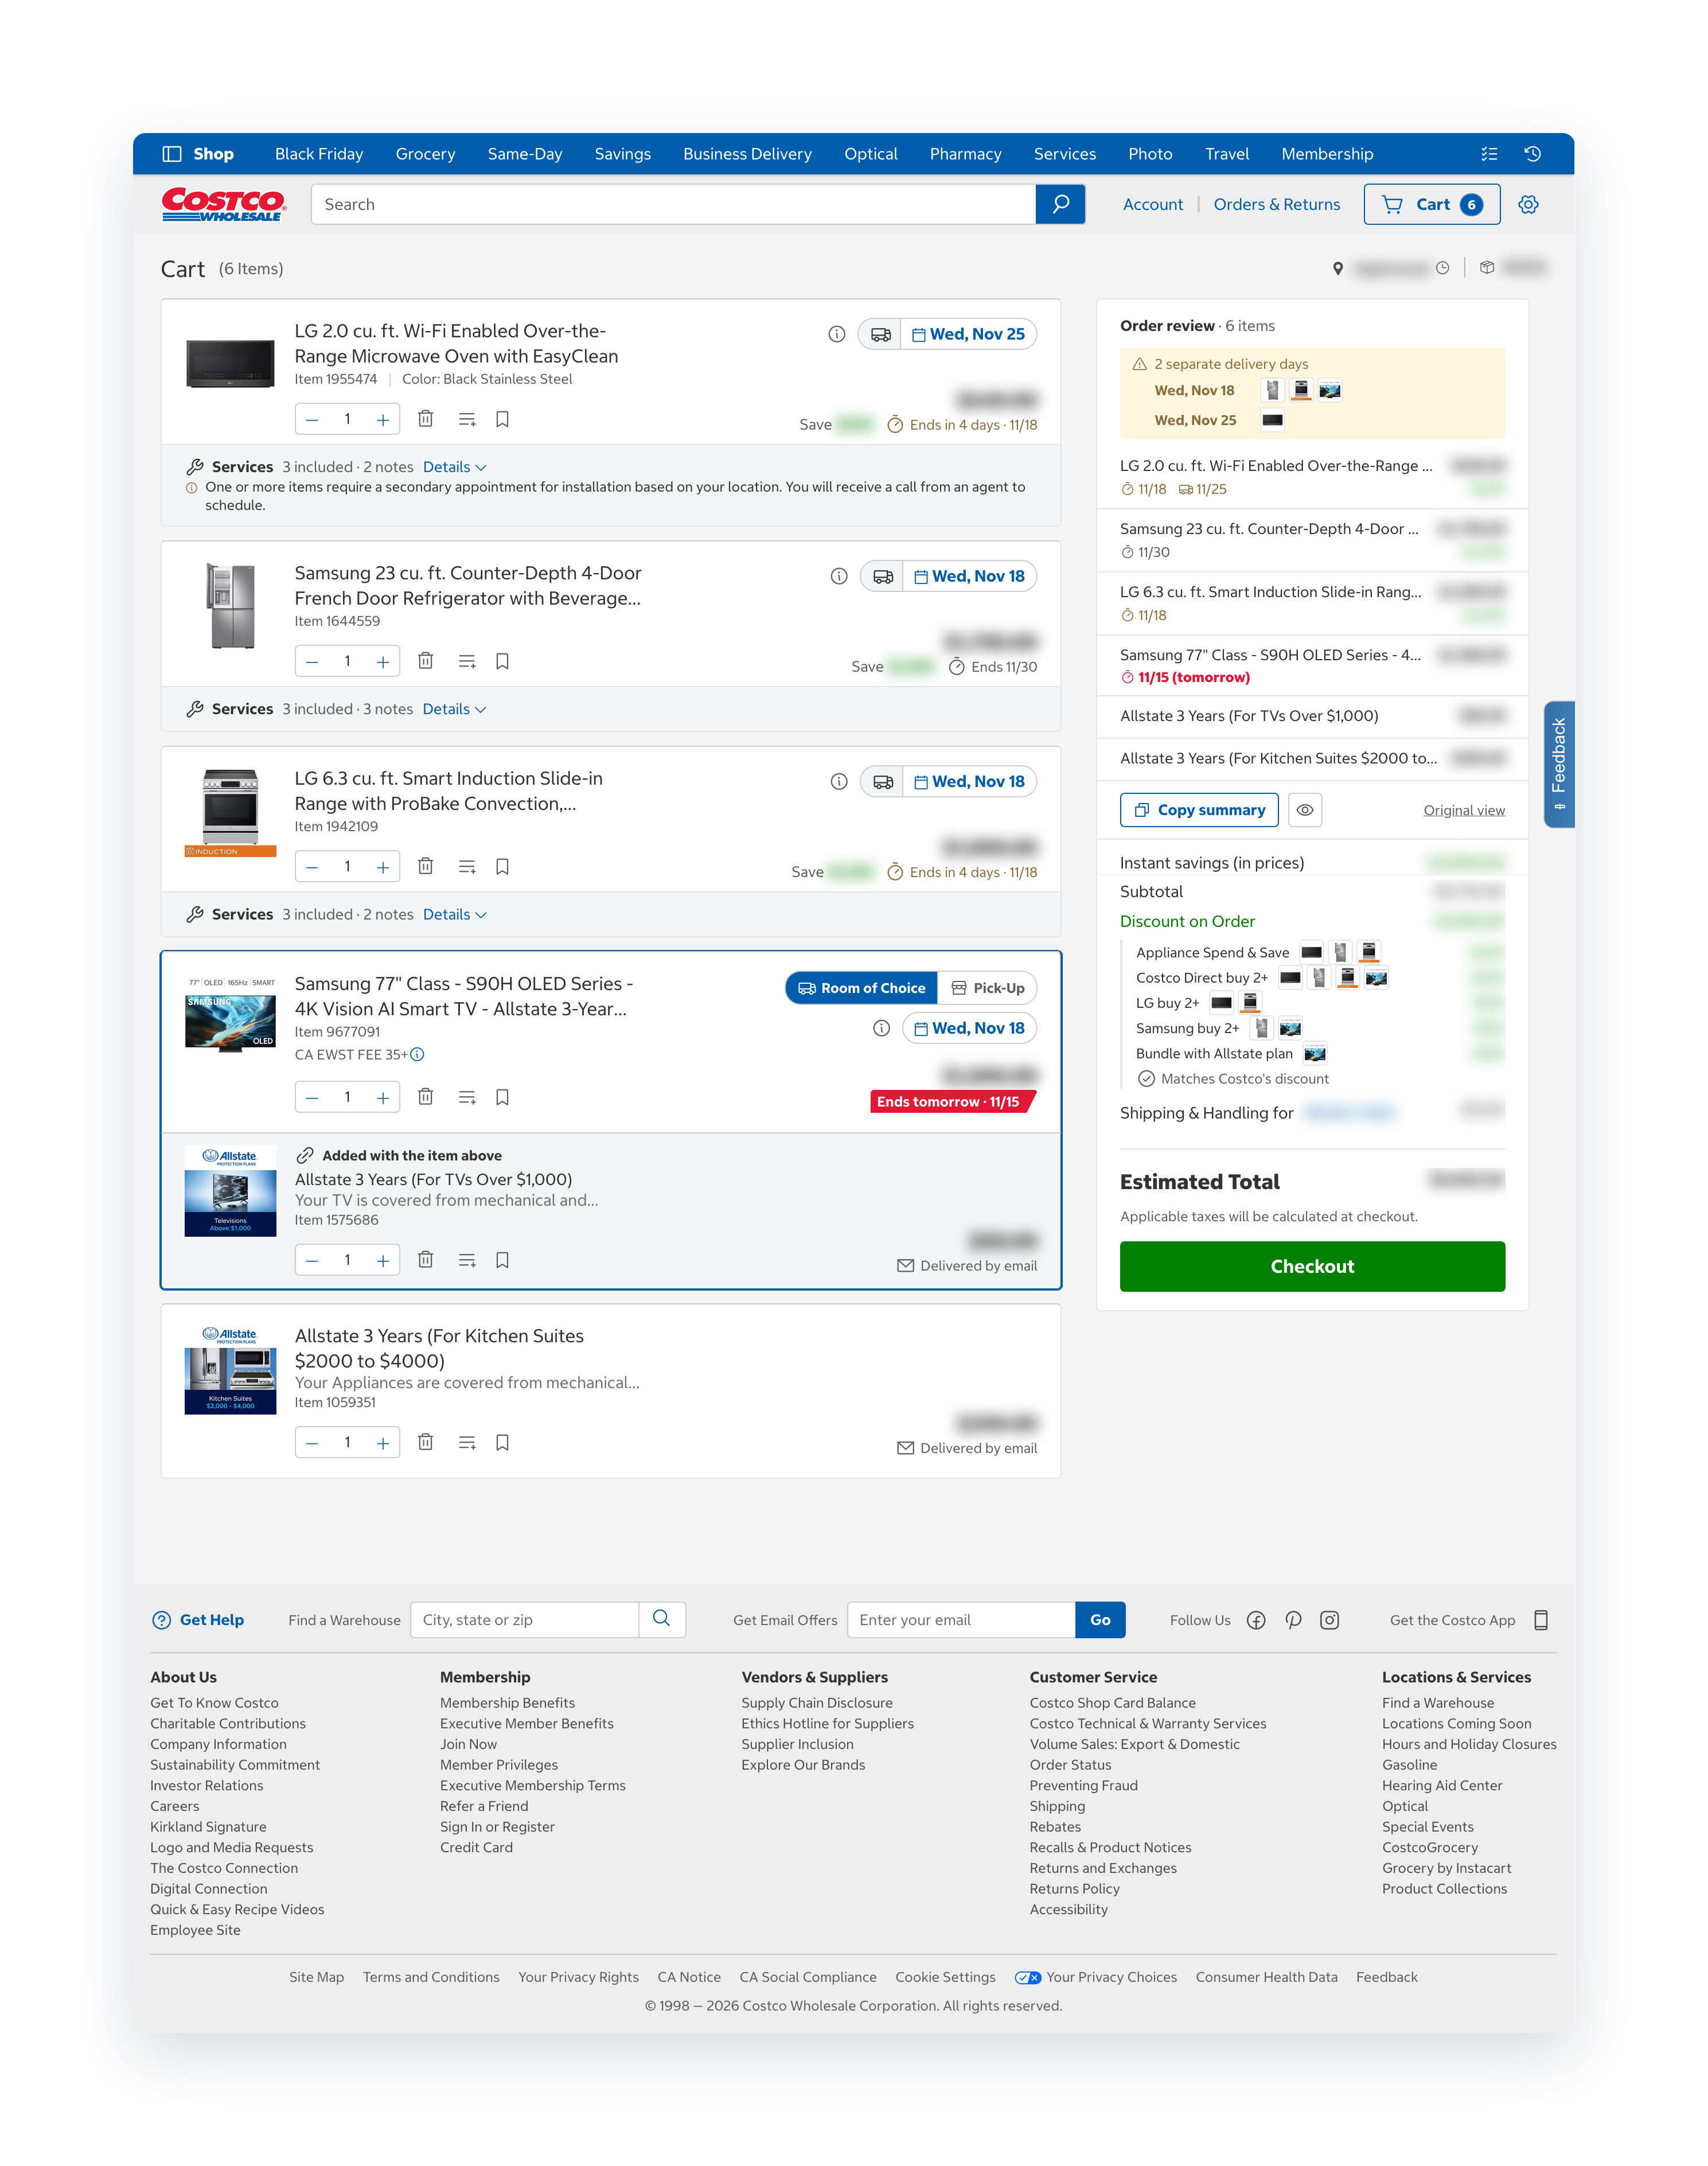 Shop Black Friday Grocery Same-Day Savings Business Delivery Optical Pharmacy Services Photo Travel Membership
COSTCO WHOLESALE
Search
Account | Orders & Returns
Cart 6
Cart (6 Items)
LG 2.0 cu. ft. Wi-Fi Enabled Over-the-
Range Microwave Oven with EasyClean
Item 1955474 | Color: Black Stainless Steel
Wed, Nov 25
1
Save
Ends in 4 days · 11/18
Services 3 included · 2 notes Details
One or more items require a secondary appointment for installation based on your location. You will receive a call from an agent to
schedule.
Samsung 23 cu. ft. Counter-Depth 4-Door
French Door Refrigerator with Beverage...
Item 1644559
Wed, Nov 18
1
Save
Ends 11/30
Services 3 included · 3 notes Details
INDUCTION
LG 6.3 cu. ft. Smart Induction Slide-in
Range with ProBake Convection,...
Item 1942109
Wed, Nov 18
1
Save
Ends in 4 days · 11/18
Services 3 included · 2 notes Details
77" | OLED | 165Hz | SMART
SAMSUNG
OLED
Samsung 77" Class - S90H OLED Series -
4K Vision AI Smart TV - Allstate 3-Year...
Item 9677091
CA EWST FEE 35+
Room of Choice
Pick-Up
Wed, Nov 18
1
Ends tomorrow · 11/15
Allstate
PROTECTION PLANS
Televisions
Above $1,000
Added with the item above
Allstate 3 Years (For TVs Over $1,000)
Your TV is covered from mechanical and...
Item 1575686
1
Delivered by email
Allstate
PROTECTION PLANS
Kitchen Suites
$2,000 - $4,000
Allstate 3 Years (For Kitchen Suites
$2000 to $4000)
Your Appliances are covered from mechanical...
Item 1059351
1
Delivered by email
Order review · 6 items
2 separate delivery days
Wed, Nov 18
Wed, Nov 25
LG 2.0 cu. ft. Wi-Fi Enabled Over-the-Range ...
11/18 11/25
Samsung 23 cu. ft. Counter-Depth 4-Door ...
11/30
LG 6.3 cu. ft. Smart Induction Slide-in Rang...
11/18
Samsung 77" Class - S90H OLED Series - 4...
11/15 (tomorrow)
Allstate 3 Years (For TVs Over $1,000)
Allstate 3 Years (For Kitchen Suites $2000 to...
Copy summary
Original view
Instant savings (in prices)
Subtotal
Discount on Order
Appliance Spend & Save
Costco Direct buy 2+
LG buy 2+
Samsung buy 2+
Bundle with Allstate plan
Matches Costco's discount
Shipping & Handling for
Estimated Total
Applicable taxes will be calculated at checkout.
Checkout
Feedback
Get Help
Find a Warehouse City, state or zip
Get Email Offers Enter your email Go
Follow Us
Get the Costco App
About Us
Get To Know Costco
Charitable Contributions
Company Information
Sustainability Commitment
Investor Relations
Careers
Kirkland Signature
Logo and Media Requests
The Costco Connection
Digital Connection
Quick & Easy Recipe Videos
Employee Site
Membership
Membership Benefits
Executive Member Benefits
Join Now
Member Privileges
Executive Membership Terms
Refer a Friend
Sign In or Register
Credit Card
Vendors & Suppliers
Supply Chain Disclosure
Ethics Hotline for Suppliers
Supplier Inclusion
Explore Our Brands
Customer Service
Costco Shop Card Balance
Costco Technical & Warranty Services
Volume Sales: Export & Domestic
Order Status
Preventing Fraud
Shipping
Rebates
Recalls & Product Notices
Returns and Exchanges
Returns Policy
Accessibility
Locations & Services
Find a Warehouse
Locations Coming Soon
Hours and Holiday Closures
Gasoline
Hearing Aid Center
Optical
Special Events
CostcoGrocery
Grocery by Instacart
Product Collections
Site Map Terms and Conditions Your Privacy Rights CA Notice CA Social Compliance Cookie Settings Your Privacy Choices Consumer Health Data Feedback
© 1998 — 2026 Costco Wholesale Corporation. All rights reserved.